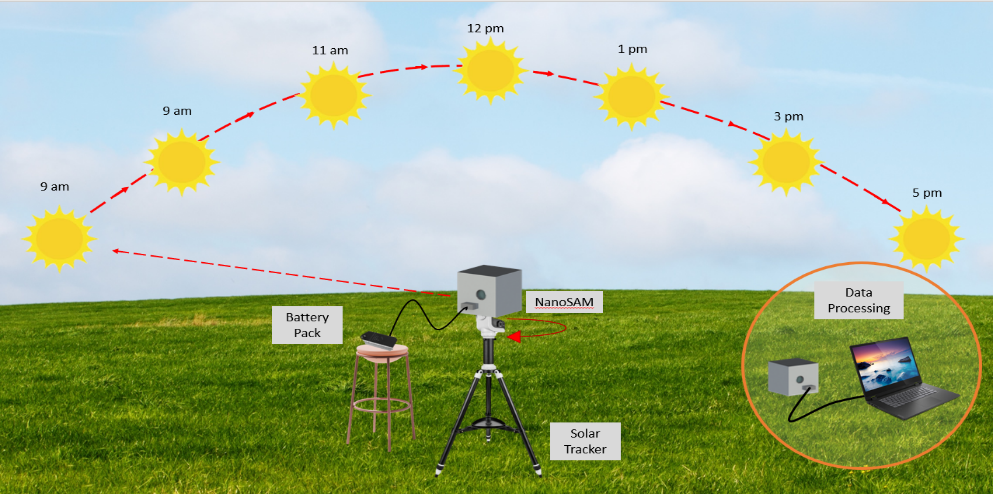 12 pm
11 am
1 pm
9 am
3 pm
9 am
5 pm
Battery
Pack
NanoSAM
Data
Processing
Solar
Tracker